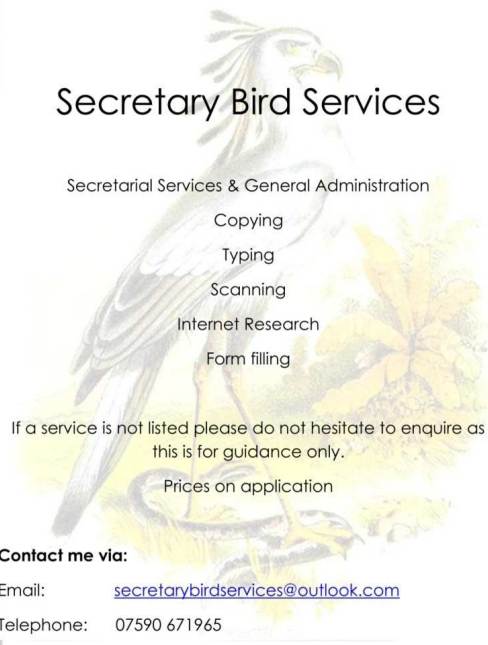 Secretary Bird Services
Secretarial Services & General Administration
Copying
Typing
Scanning
Internet Research
Form filling
If a service is not listed please do not hesitate to enquire as
this is for guidance only.
Prices on application
Contact me via:
Email: secretarybirdservices@outlook.com
Telephone: 07590 671965